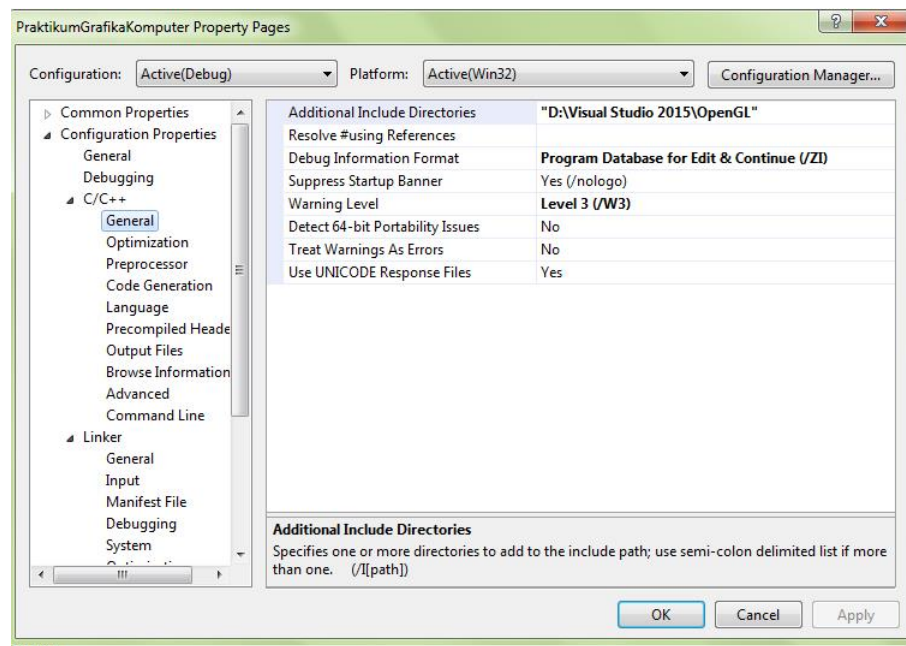 PraktikumGrafikaKomputer Property Pages
Configuration: Active(Debug) Platform: Active(Win32) Configuration Manager...
Common Properties
Configuration Properties
General
Debugging
C/C++
General
Optimization
Preprocessor
Code Generation
Language
Precompiled Heade
Output Files
Browse Information
Advanced
Command Line
Linker
General
Input
Manifest File
Debugging
System
Additional Include Directories "D:\Visual Studio 2015\OpenGL"
Resolve #using References
Debug Information Format Program Database for Edit & Continue (/ZI)
Suppress Startup Banner Yes (/nologo)
Warning Level Level 3 (/W3)
Detect 64-bit Portability Issues No
Treat Warnings As Errors No
Use UNICODE Response Files Yes
Additional Include Directories
Specifies one or more directories to add to the include path; use semi-colon delimited list if more
than one. (/I[path])
OK Cancel Apply